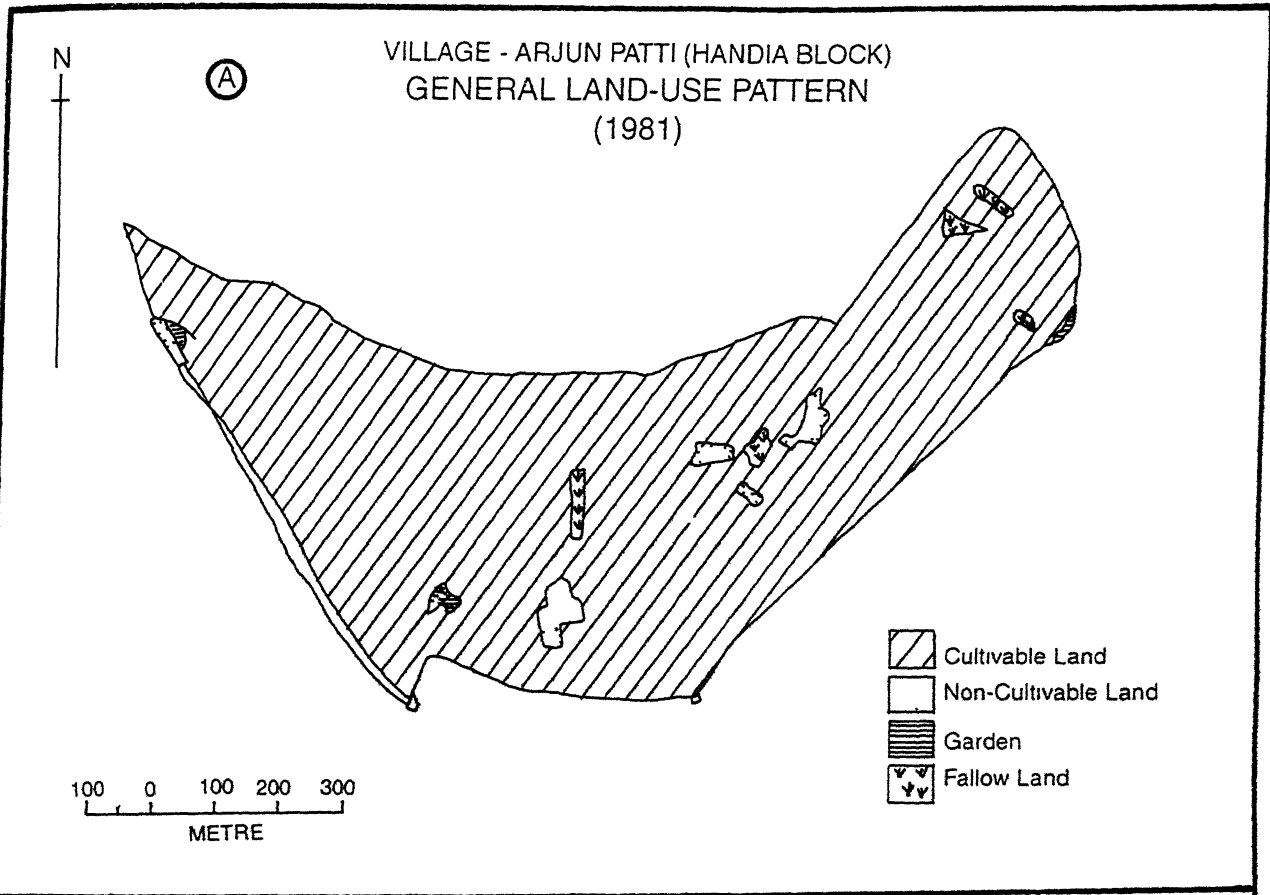 N
A
VILLAGE - ARJUN PATTI (HANDIA BLOCK)
GENERAL LAND-USE PATTERN
(1981)
Cultivable Land
Non-Cultivable Land
Garden
Fallow Land
100 0 100 200 300
METRE